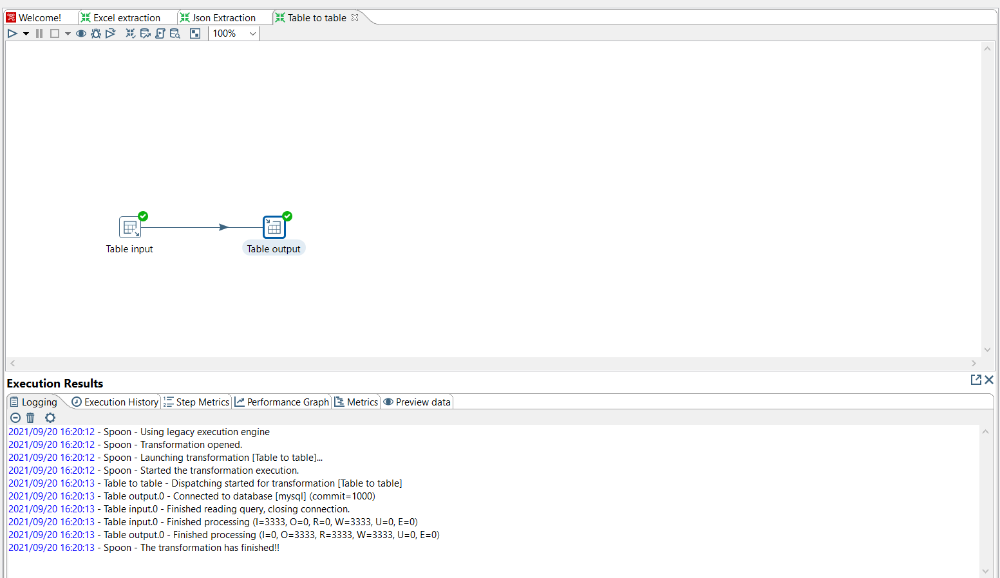 Welcome! Excel extraction Json Extraction Table to table
100%
Table input Table output
Execution Results
Logging Execution History Step Metrics Performance Graph Metrics Preview data
2021/09/20 16:20:12 - Spoon - Using legacy execution engine
2021/09/20 16:20:12 - Spoon - Transformation opened.
2021/09/20 16:20:12 - Spoon - Launching transformation [Table to table]...
2021/09/20 16:20:12 - Spoon - Started the transformation execution.
2021/09/20 16:20:13 - Table to table - Dispatching started for transformation [Table to table]
2021/09/20 16:20:13 - Table output.0 - Connected to database [mysql] (commit=1000)
2021/09/20 16:20:13 - Table input.0 - Finished reading query, closing connection.
2021/09/20 16:20:13 - Table input.0 - Finished processing (I=3333, O=0, R=0, W=3333, U=0, E=0)
2021/09/20 16:20:13 - Table output.0 - Finished processing (I=0, O=3333, R=3333, W=3333, U=0, E=0)
2021/09/20 16:20:13 - Spoon - The transformation has finished!!